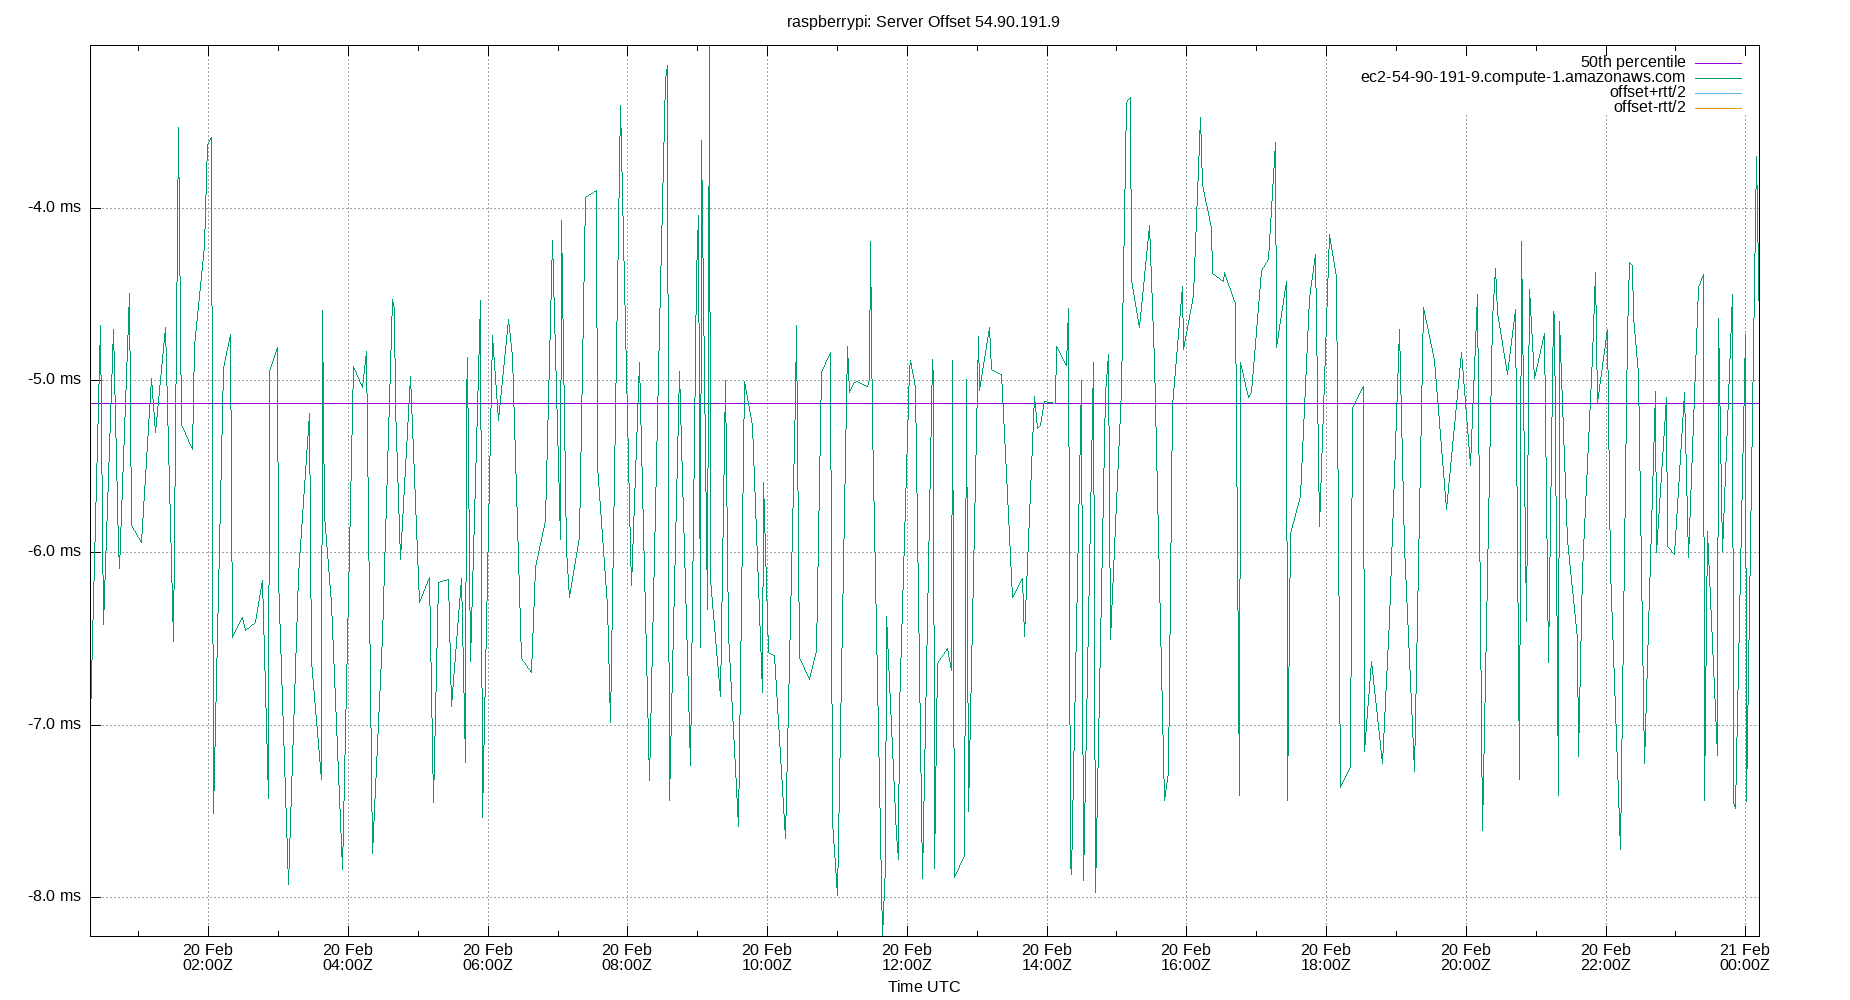 raspberrypi: Server Offset 54.90.191.9
50th percentile
ec2-54-90-191-9.compute-1.amazonaws.com
offset+rtt/2
offset-rtt/2
-4.0 ms
-5.0 ms
-6.0 ms
-7.0 ms
-8.0 ms
20 Feb 20 Feb 20 Feb 20 Feb 20 Feb 20 Feb 20 Feb 20 Feb 20 Feb 20 Feb 20 Feb 21 Feb
02:00Z 04:00Z 06:00Z 08:00Z 10:00Z 12:00Z 14:00Z 16:00Z 18:00Z 20:00Z 22:00Z 00:00Z
Time UTC